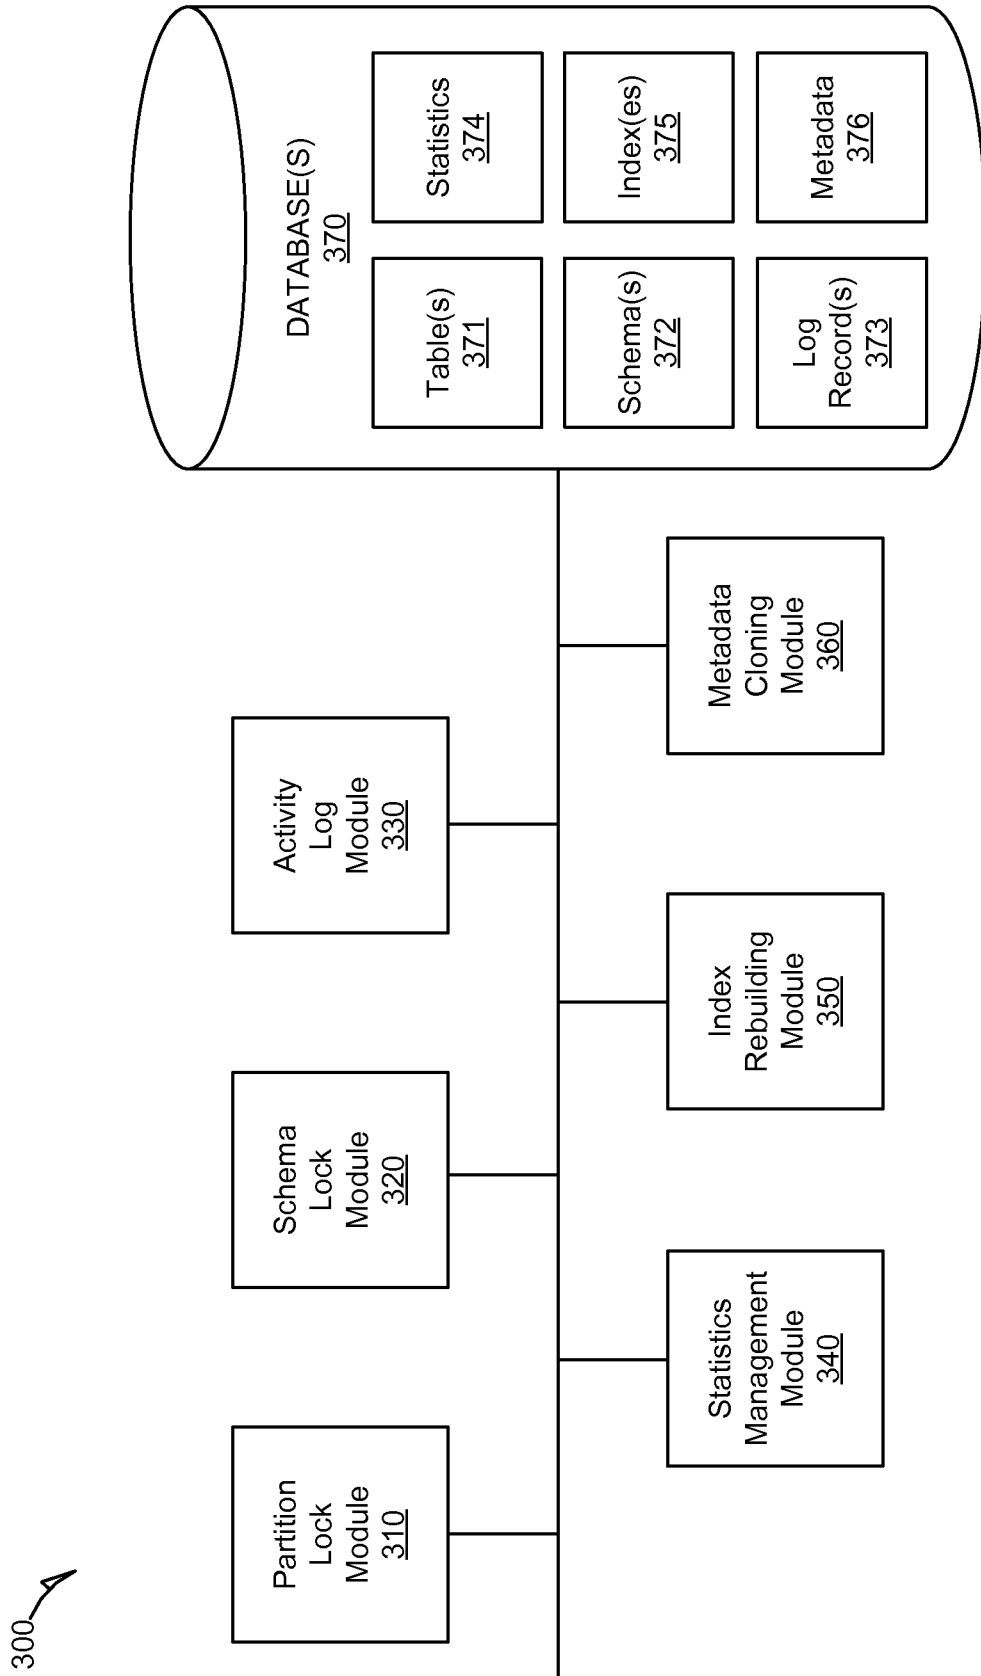 300
Partition
Lock
Module
310
Schema
Lock
Module
320
Activity
Log
Module
330
Statistics
Management
Module
340
Index
Rebuilding
Module
350
Metadata
Cloning
Module
360
DATABASE(S)
370
Table(s)
371
Statistics
374
Schema(s)
372
Index(es)
375
Log
Record(s)
373
Metadata
376